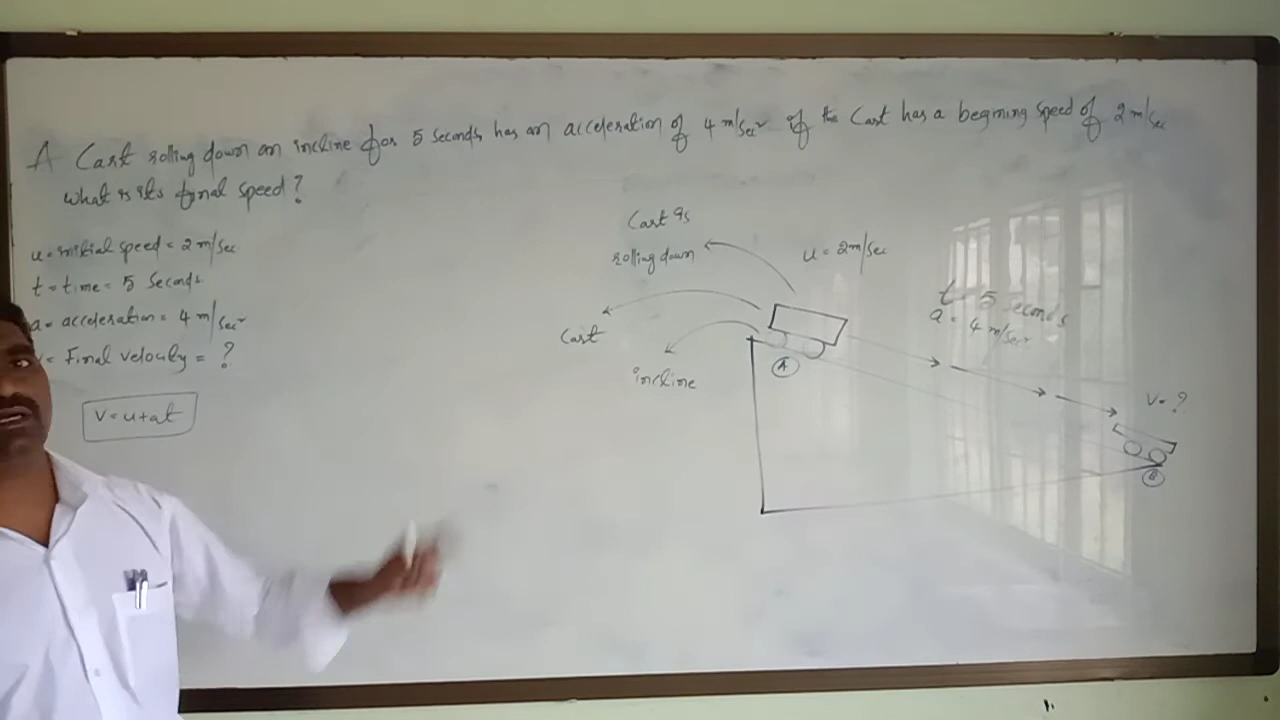 A Cart rolling down an incline for 5 seconds has an acceleration of 4 m/sec² if the Cart has a begining speed of 2 m/sec
what is its final speed?
u = initial speed = 2 m/sec
t = time = 5 Seconds
a = acceleration = 4 m/sec²
v = Final velocity = ?
v = u+at
Cart is
rolling down
u = 2m/sec
t = 5 seconds
a = 4 m/sec²
Cart
incline
A
v = ?
B